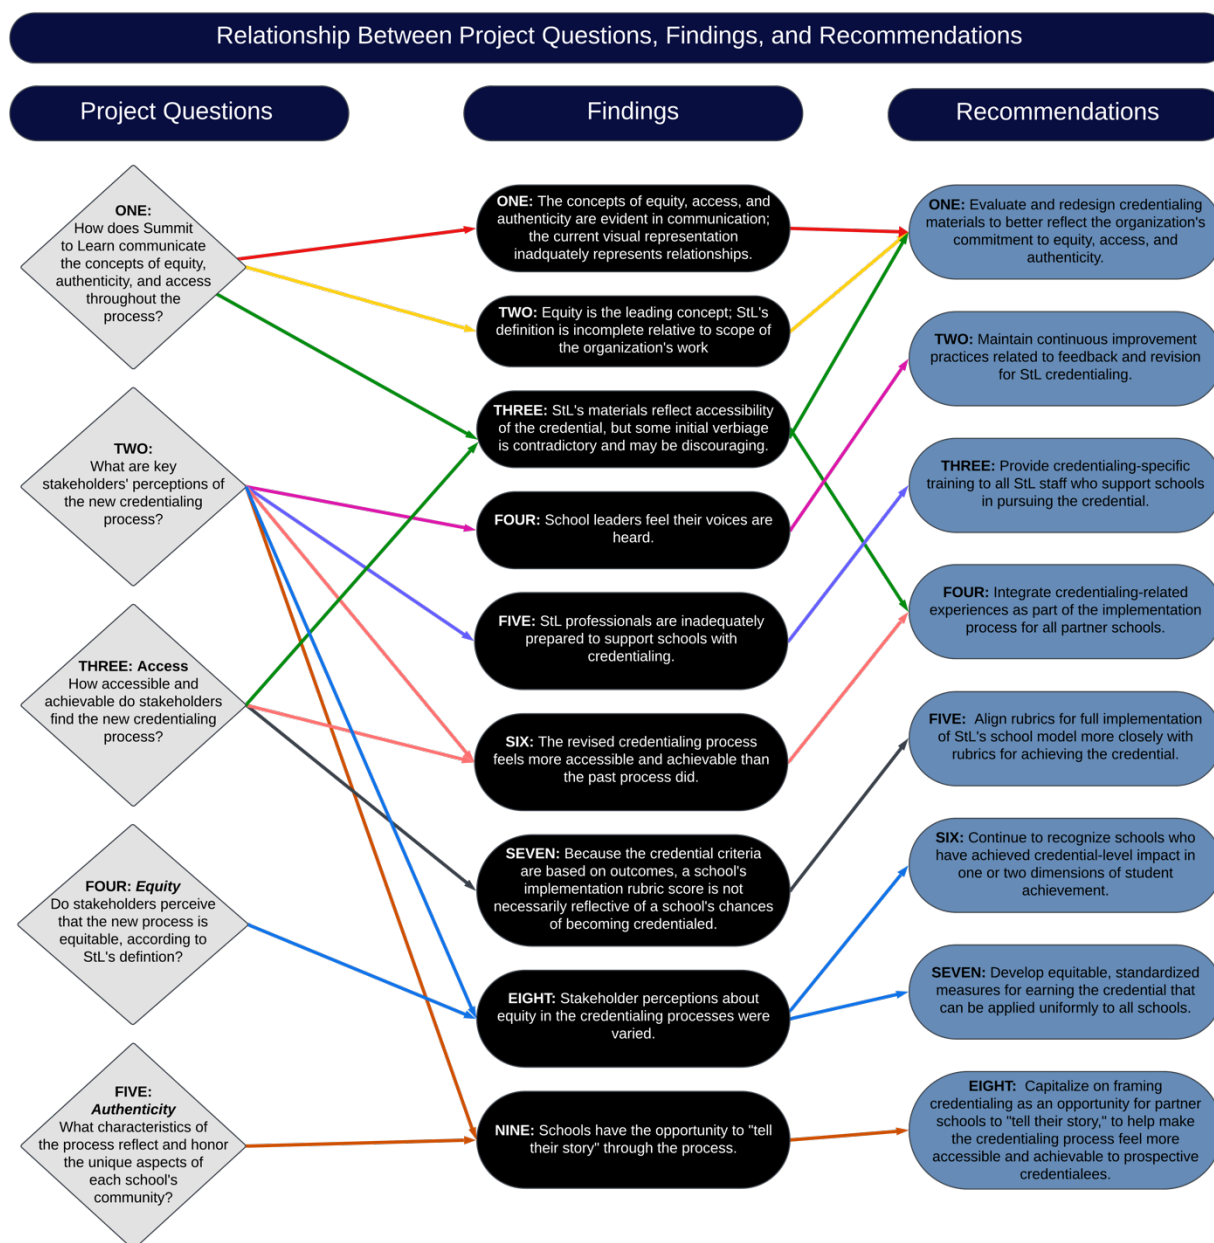 Relationship Between Project Questions, Findings, and Recommendations
Project Questions
ONE:
How does Summit
to Learn communicate
the concepts of equity,
authenticity, and access
throughout the
process?
TWO:
What are key
stakeholders' perceptions
of the new credentialing
process?
THREE: Access
How accessible and
achievable do stakeholders
find the new credentialing
process?
FOUR: Equity
Do stakeholders perceive
that the new process is
equitable, according to
StL's defintion?
FIVE:
Authenticity
What characteristics of
the process reflect and honor
the unique aspects of
each school's
community?
Findings
ONE: The concepts of equity, access, and
authenticity are evident in communication;
the current visual representation
inadquately represents relationships.
TWO: Equity is the leading concept; StL's
definition is incomplete relative to scope of
the organization's work
THREE: StL's materials reflect accessibility
of the credential, but some initial verbiage
is contradictory and may be discouraging.
FOUR: School leaders feel their voices are
heard.
FIVE: StL professionals are inadequately
prepared to support schools with
credentialing.
SIX: The revised credentialing process
feels more accessible and achievable than
the past process did.
SEVEN: Because the credential criteria
are based on outcomes, a school's
implementation rubric score is not
necessarily reflective of a school's chances
of becoming credentialed.
EIGHT: Stakeholder perceptions about
equity in the credentialing processes were
varied.
NINE: Schools have the opportunity to "tell
their story" through the process.
Recommendations
ONE: Evaluate and redesign credentialing
materials to better reflect the organization's
commitment to equity, access, and
authenticity.
TWO: Maintain continuous improvement
practices related to feedback and revision
for StL credentialing.
THREE: Provide credentialing-specific
training to all StL staff who support schools
in pursuing the credential.
FOUR: Integrate credentialing-related
experiences as part of the implementation
process for all partner schools.
FIVE: Align rubrics for full implementation
of StL's school model more closely with
rubrics for achieving the credential.
SIX: Continue to recognize schools who
have achieved credential-level impact in
one or two dimensions of student
achievement.
SEVEN: Develop equitable, standardized
measures for earning the credential that
can be applied uniformly to all schools.
EIGHT: Capitalize on framing
credentialing as an opportunity for partner
schools to "tell their story," to help make
the credentialing process feel more
accessible and achievable to prospective
credentialees.